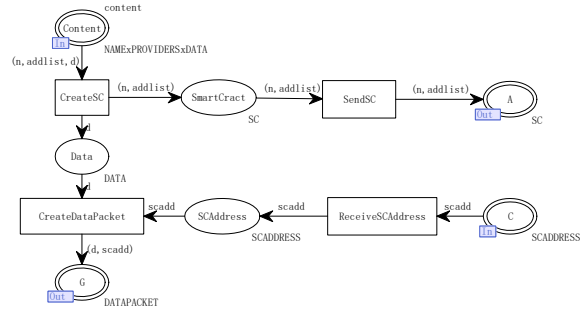 content
Content
In
NAMExPROVIDERSxDATA
(n,addlist,d)
CreateSC
(n,addlist)
SmartCract
SC
(n,addlist)
SendSC
(n,addlist)
A
Out
SC
d
Data
DATA
d
CreateDataPacket
scadd
SCAddress
SCADDRESS
scadd
ReceiveSCAddress
scadd
C
In
SCADDRESS
(d,scadd)
G
Out
DATAPACKET